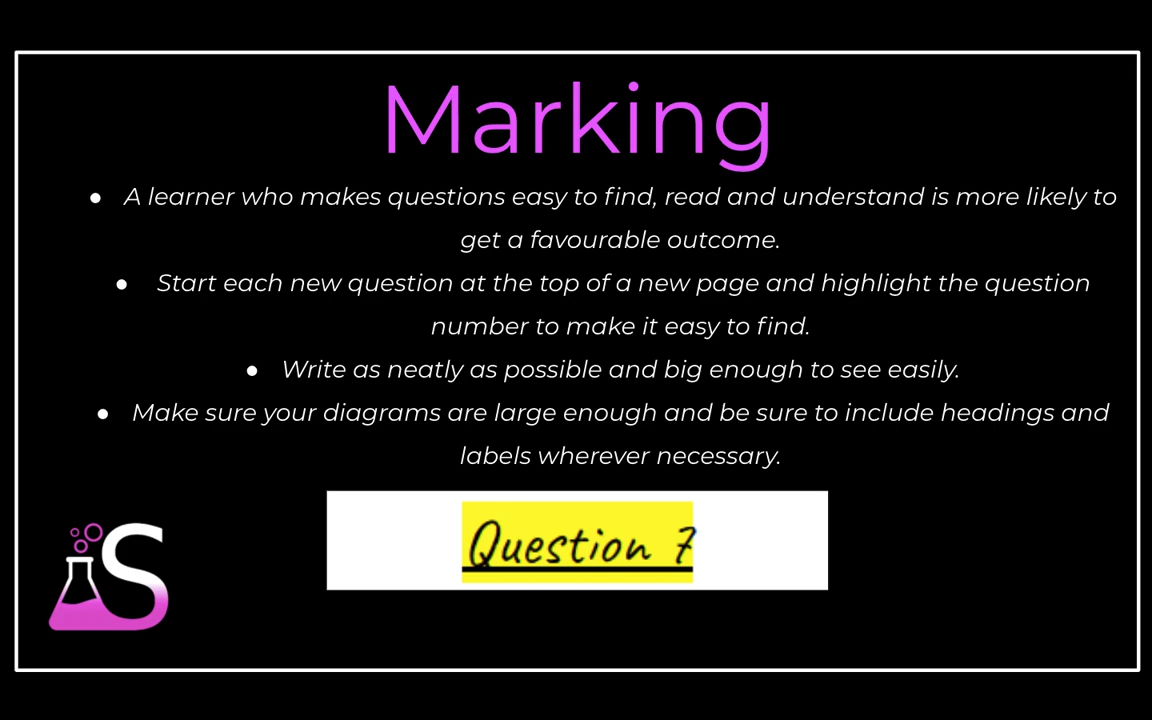 Marking
● A learner who makes questions easy to find, read and understand is more likely to
get a favourable outcome.
● Start each new question at the top of a new page and highlight the question
number to make it easy to find.
● Write as neatly as possible and big enough to see easily.
● Make sure your diagrams are large enough and be sure to include headings and
labels wherever necessary.
Question 7
S